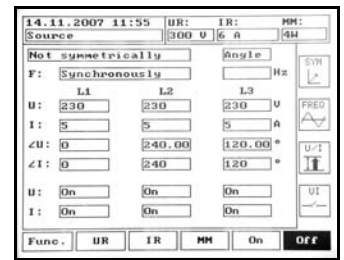 14.11.2007 11:55 UR: IR: MM:
Source 300 V 6 A 4W
Not symmetrically Angle
SYM
F: Synchronously Hz
L1 L2 L3
U: 230 230 230 V
FREQ
I: 5 5 5 A
∠U: 0 240.00 120.00 °
U/I
∠I: 0 240 120 °
U: On On On
UI
I: On On On
Func. UR IR MM On Off